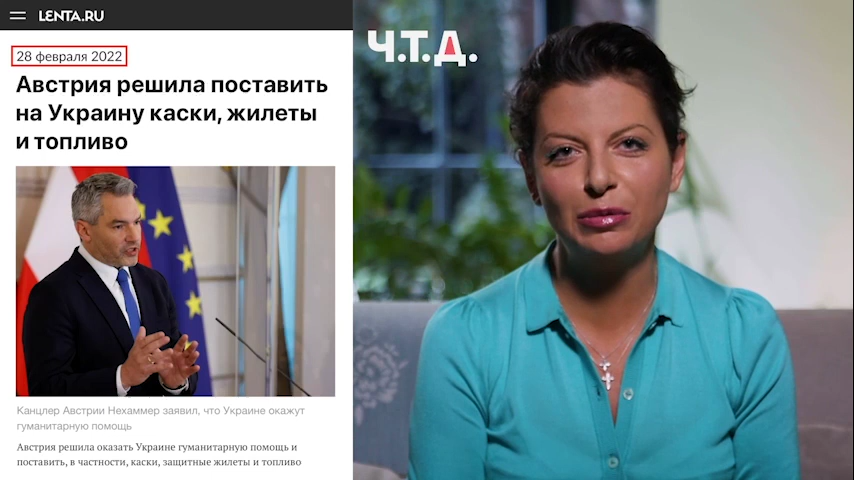 LENTA.RU
28 февраля 2022
Австрия решила поставить
на Украину каски, жилеты
и топливо
Канцлер Австрии Нехаммер заявил, что Украине окажут
гуманитарную помощь
Австрия решила оказать Украине гуманитарную помощь и
поставить, в частности, каски, защитные жилеты и топливо
Ч.Т.Д.